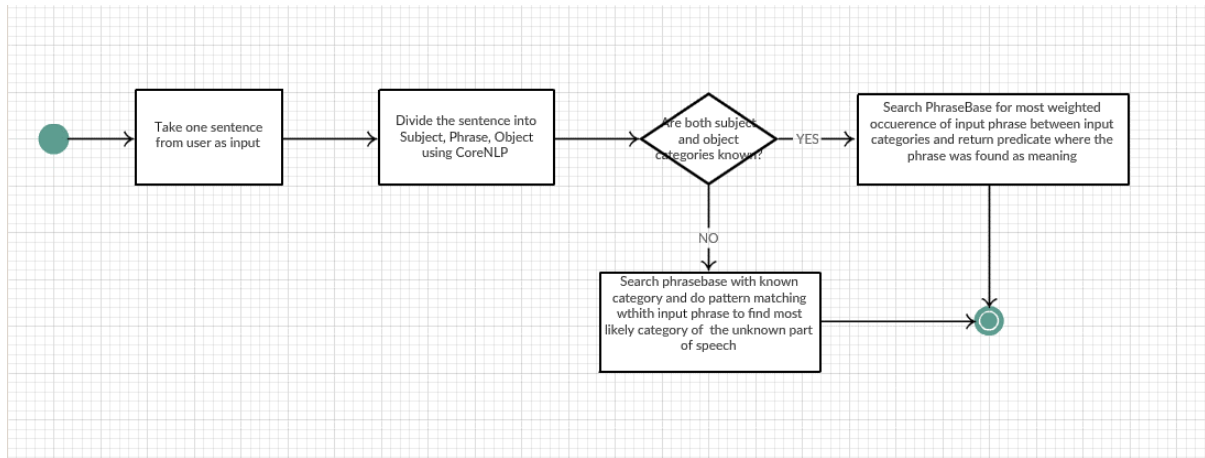 Take one sentence
from user as input
Divide the sentence into
Subject, Phrase, Object
using CoreNLP
Are both subject
and object
categories known?
YES
Search PhraseBase for most weighted
occuerence of input phrase between input
categories and return predicate where the
phrase was found as meaning
NO
Search phrasebase with known
category and do pattern matching
wthith input phrase to find most
likely category of the unknown part
of speech